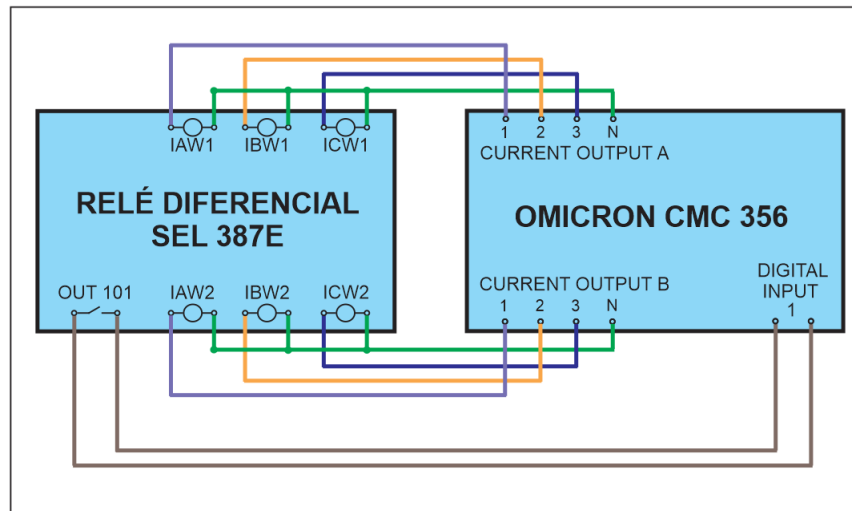 IAW1 IBW1 ICW1
RELÉ DIFERENCIAL
SEL 387E
OUT 101
IAW2 IBW2 ICW2
1 2 3 N
CURRENT OUTPUT A
OMICRON CMC 356
CURRENT OUTPUT B
1 2 3 N
DIGITAL
INPUT
1